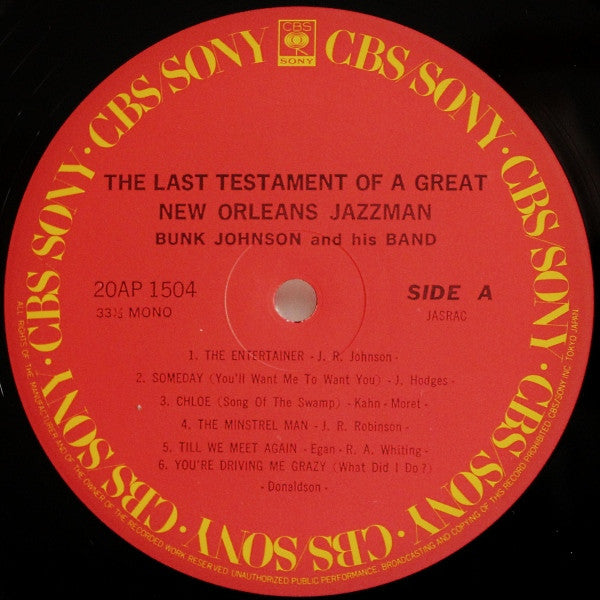 CBS
SONY
CBS/SONY · CBS/SONY · CBS/SONY · CBS/SONY · CBS/SONY · CBS/SONY · CBS/SONY · CBS SONY · CBS/SONY
THE LAST TESTAMENT OF A GREAT
NEW ORLEANS JAZZMAN
BUNK JOHNSON and his BAND
20AP 1504
SIDE A
33⅓ MONO
JASRAC
1. THE ENTERTAINER - J. R. Johnson -
2. SOMEDAY (You'll Want Me To Want You) - J. Hodges -
3. CHLOE (Song Of The Swamp) - Kahn - Moret -
4. THE MINSTREL MAN - J. R. Robinson -
5. TILL WE MEET AGAIN - Egan - R. A. Whiting -
6. YOU'RE DRIVING ME GRAZY (What Did I Do?)
- Donaldson -
ALL RIGHTS OF THE MANUFACTURER AND OF THE OWNER OF THE RECORDED WORK RESERVED. UNAUTHORIZED PUBLIC PERFORMANCE, BROADCASTING AND COPYING OF THIS RECORD PROHIBITED. CBS/SONY INC. TOKYO JAPAN.